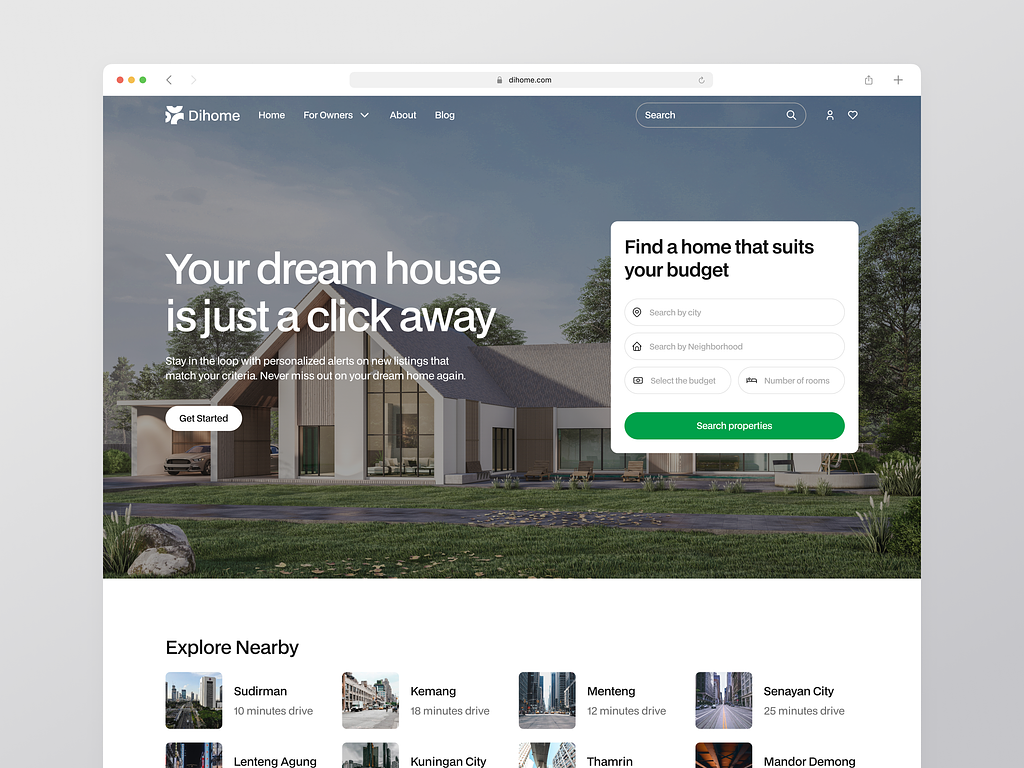 dihome.com
Dihome
Home
For Owners
About
Blog
Search
Your dream house
is just a click away
Stay in the loop with personalized alerts on new listings that
match your criteria. Never miss out on your dream home again.
Get Started
Find a home that suits
your budget
Search by city
Search by Neighborhood
Select the budget
Number of rooms
Search properties
Explore Nearby
Sudirman
10 minutes drive
Kemang
18 minutes drive
Menteng
12 minutes drive
Senayan City
25 minutes drive
Lenteng Agung
Kuningan City
Thamrin
Mandor Demong